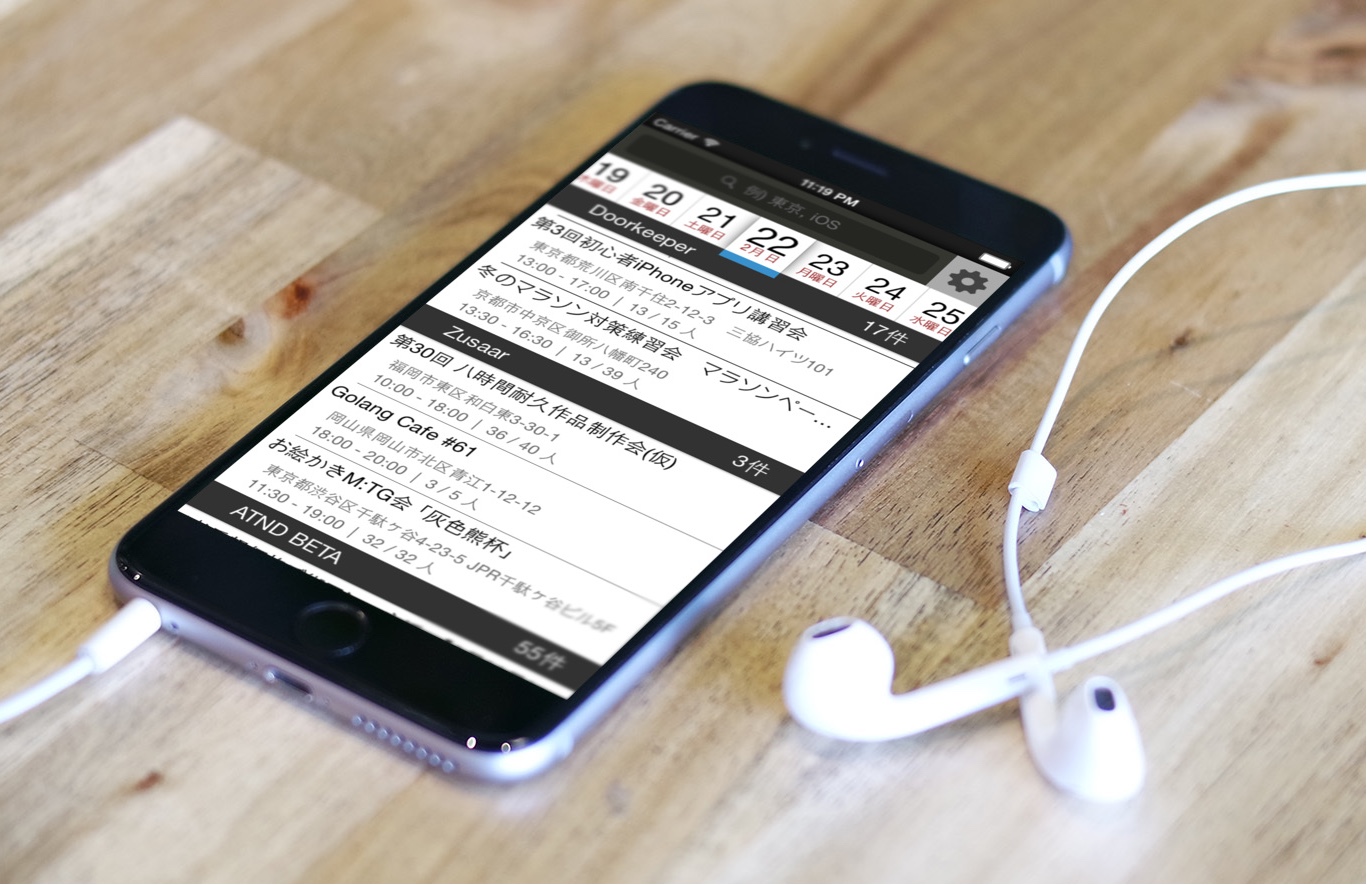 Carrier 11:19 PM
例) 東京, iOS
19 20 21 22 23 24 25
木曜日 金曜日 土曜日 2月 日 月曜日 火曜日 水曜日
Doorkeeper 17件
第3回初心者iPhoneアプリ講習会
東京都荒川区南千住2-12-3 三協ハイツ101
13:00 - 17:00 | 13 / 15 人
冬のマラソン対策練習会 マラソンペー…
京都市中京区御所八幡町240
13:30 - 16:30 | 13 / 39 人
Zusaar 3件
第30回 八時間耐久作品制作会(仮)
福岡市東区和白東3-30-1
10:00 - 18:00 | 36 / 40 人
Golang Cafe #61
岡山県岡山市北区青江1-12-12
18:00 - 20:00 | 3 / 5 人
お絵かきM:TG会「灰色熊杯」
東京都渋谷区千駄ケ谷4-23-5 JPR千駄ケ谷ビル5F
11:30 - 19:00 | 32 / 32 人
ATND BETA 55件